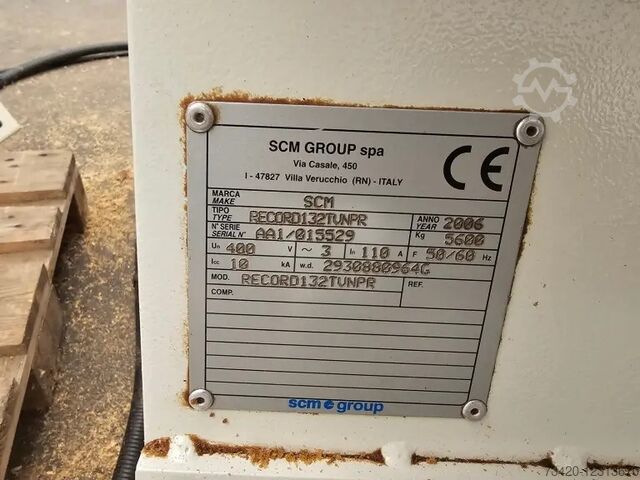 SCM GROUP spa
Via Casale, 450
I - 47827 Villa Verucchio (RN) - ITALY
CE
MARCA
MAKE SCM
TIPO
TYPE RECORD132TVNPR ANNO
YEAR 2006
N° SERIE
SERIAL N° AA1/015529 Kg 5600
Un 400 V ~ 3 In 110 A F 50/60 Hz
Icc 10 kA w.d. 2930880964G
MOD. RECORD132TVNPR REF.
COMP.
scm group